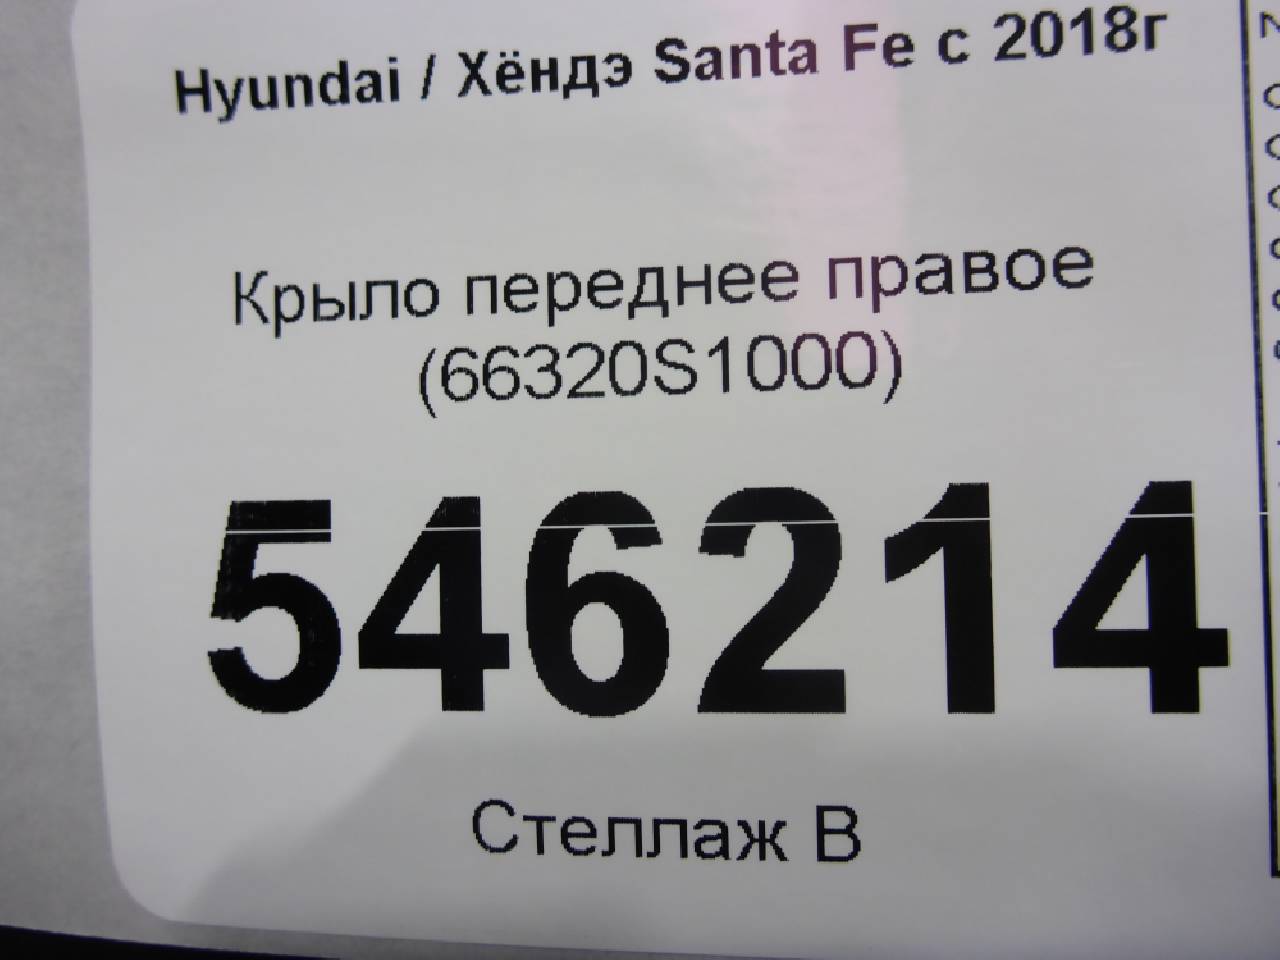 Hyundai / Хёндэ Santa Fe с 2018г
Крыло переднее правое
(66320S1000)
546214
Стеллаж В